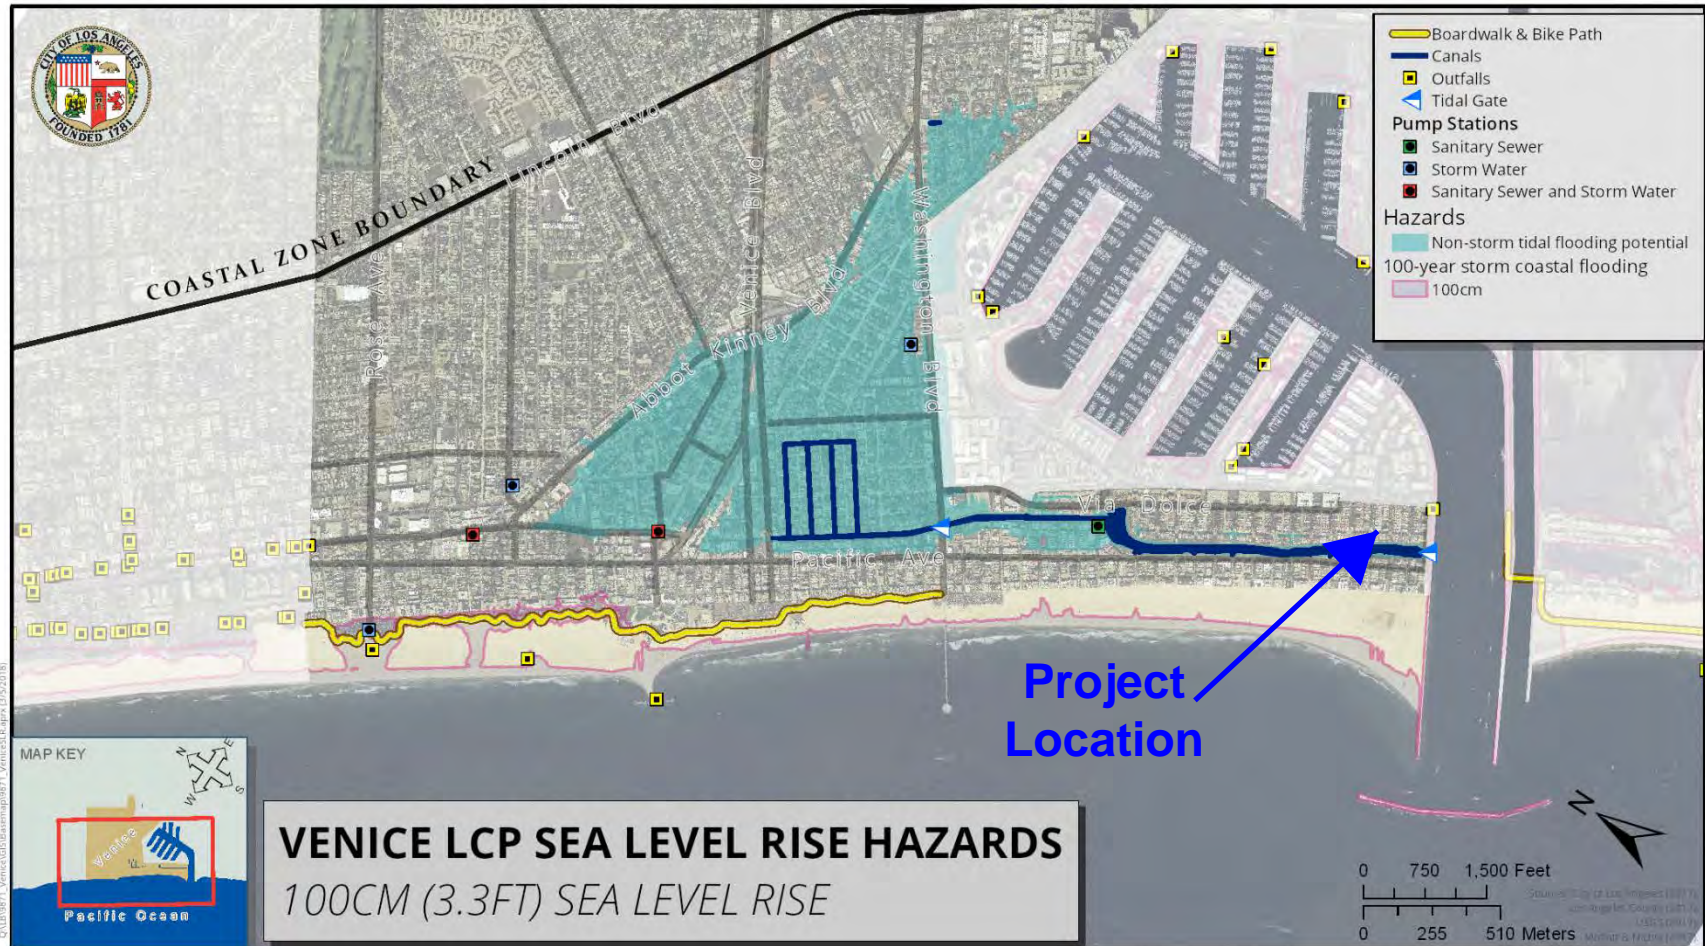 CITY OF LOS ANGELES
FOUNDED 1781
COASTAL ZONE BOUNDARY
Lincoln Blvd
Rose Ave
Venice Blvd
Abbot Kinney Blvd
Washington Blvd
Via Dolce
Pacific Ave
Boardwalk & Bike Path
Canals
Outfalls
Tidal Gate
Pump Stations
Sanitary Sewer
Storm Water
Sanitary Sewer and Storm Water
Hazards
Non-storm tidal flooding potential
100-year storm coastal flooding
100cm
Project
Location
MAP KEY
N
E
W
S
Venice
Pacific Ocean
VENICE LCP SEA LEVEL RISE HAZARDS
100CM (3.3FT) SEA LEVEL RISE
N
0 750 1,500 Feet
0 255 510 Meters